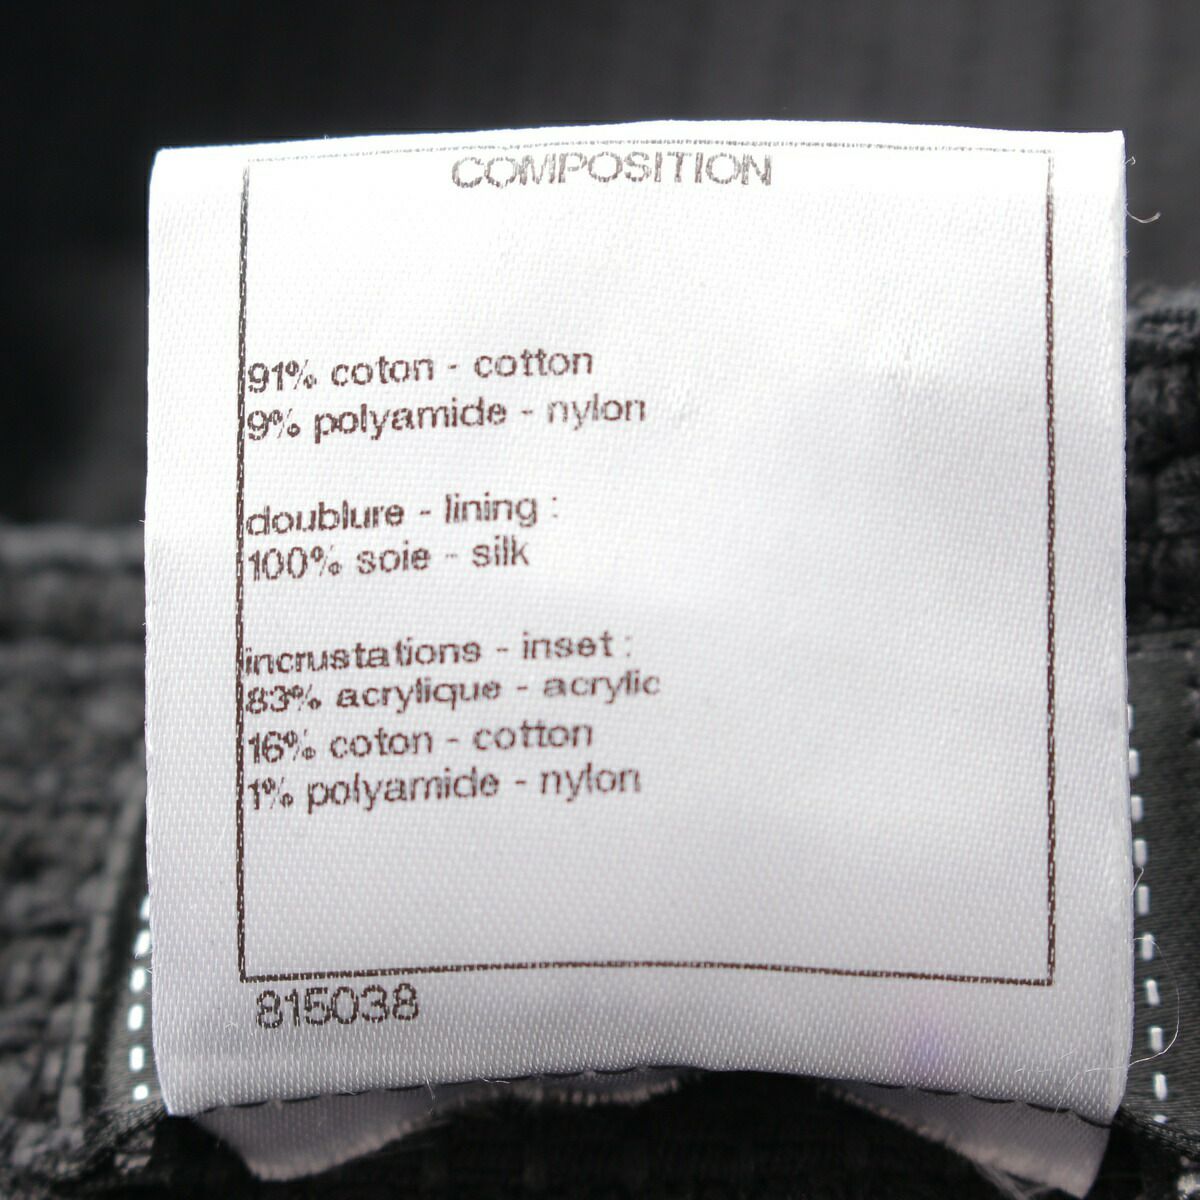 COMPOSITION
91% coton - cotton
9% polyamide - nylon
doublure - lining :
100% soie - silk
incrustations - inset :
83% acrylique - acrylic
16% coton - cotton
1% polyamide - nylon
815038